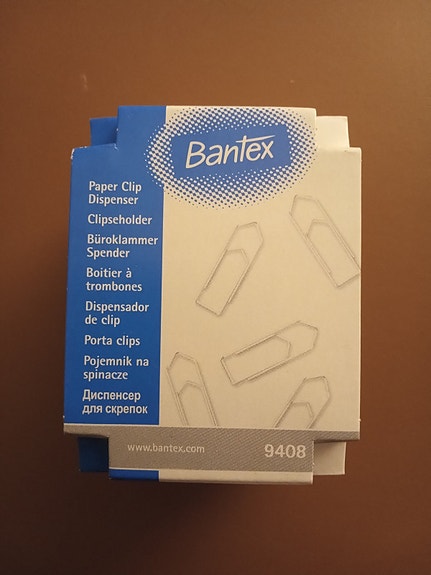 Bantex
Paper Clip
Dispenser
Clipseholder
Büroklammer
Spender
Boitier à
trombones
Dispensador
de clip
Porta clips
Pojemnik na
spinacze
Диспенсер
для скрепок
www.bantex.com
9408